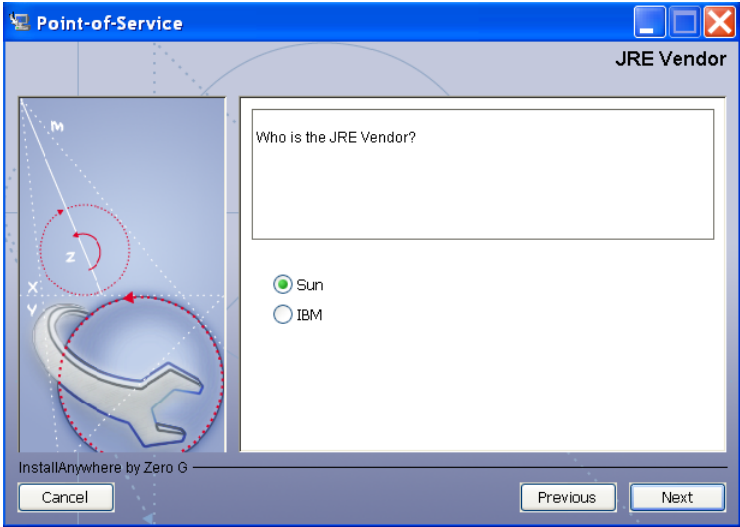 Point-of-Service
JRE Vendor
M
Z
X
Y
Who is the JRE Vendor?
Sun
IBM
InstallAnywhere by Zero G
Cancel
Previous
Next